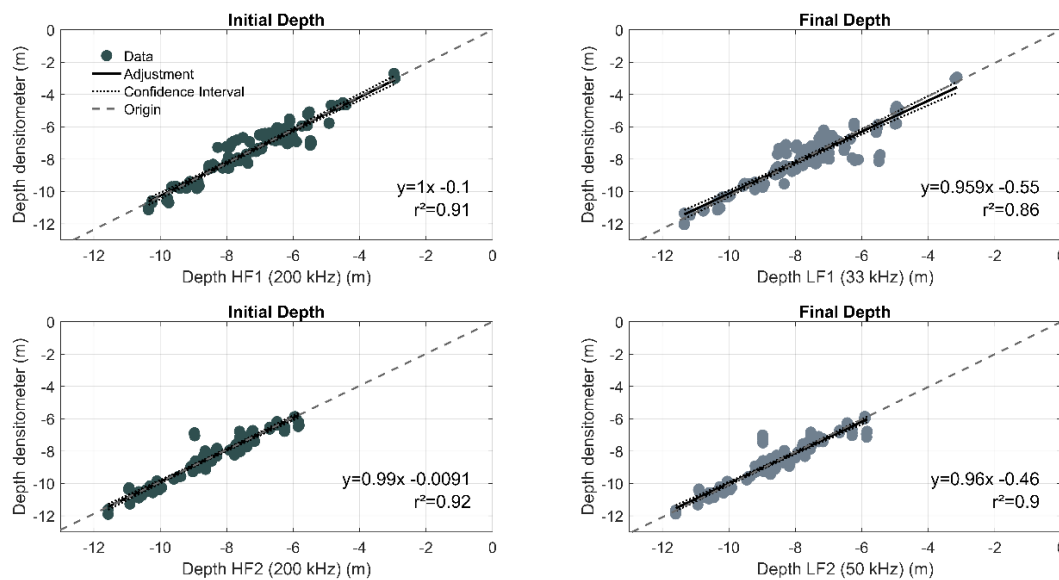 Initial Depth
0
-2
-4
-6
-8
-10
-12
Depth densitometer (m)
Data
Adjustment
Confidence Interval
Origin
y=1x -0.1
r²=0.91
-12 -10 -8 -6 -4 -2 0
Depth HF1 (200 kHz) (m)
Final Depth
0
-2
-4
-6
-8
-10
-12
Depth densitometer (m)
y=0.959x -0.55
r²=0.86
-12 -10 -8 -6 -4 -2 0
Depth LF1 (33 kHz) (m)
Initial Depth
0
-2
-4
-6
-8
-10
-12
Depth densitometer (m)
y=0.99x -0.0091
r²=0.92
-12 -10 -8 -6 -4 -2 0
Depth HF2 (200 kHz) (m)
Final Depth
0
-2
-4
-6
-8
-10
-12
Depth densitometer (m)
y=0.96x -0.46
r²=0.9
-12 -10 -8 -6 -4 -2 0
Depth LF2 (50 kHz) (m)